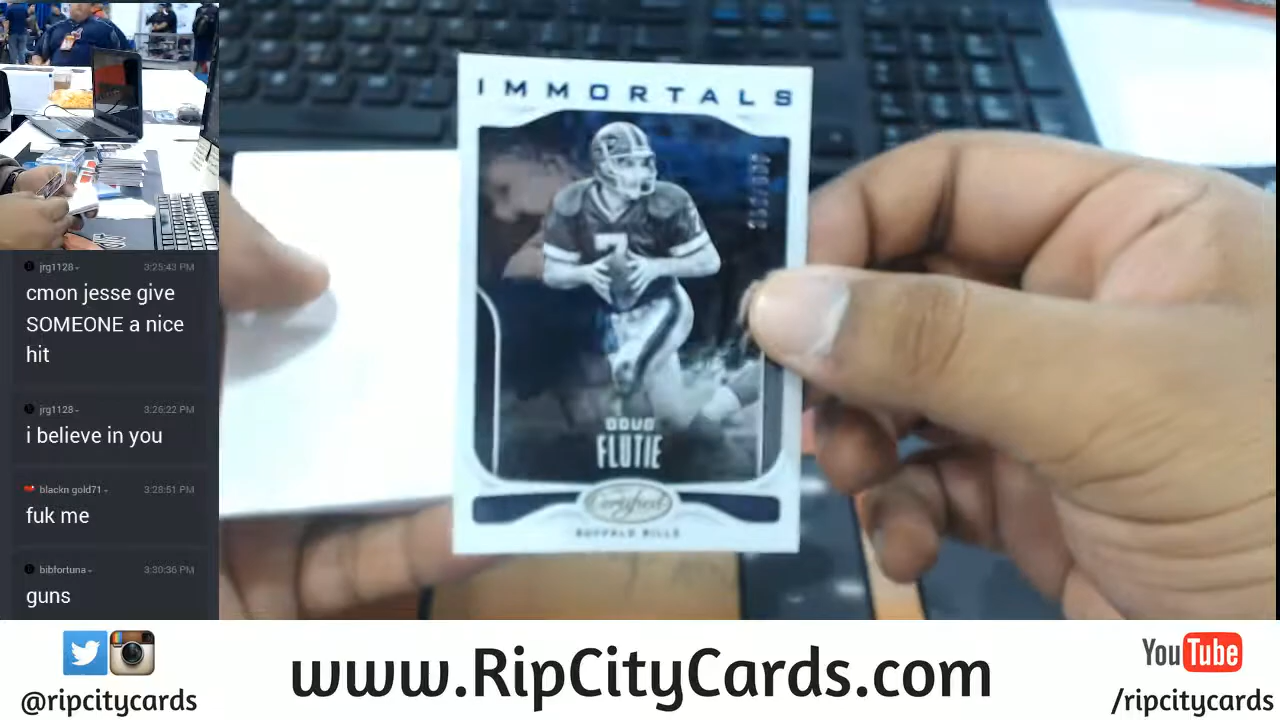 jrg1128
3:25:43 PM
cmon jesse give
SOMEONE a nice
hit
jrg1128
3:26:22 PM
i believe in you
blackn gold71
3:28:51 PM
fuk me
bibfortuna
3:30:36 PM
guns
IMMORTALS
7
DOUG
FLUTIE
Certified
BUFFALO BILLS
@ripcitycards
www.RipCityCards.com
YouTube
/ripcitycards